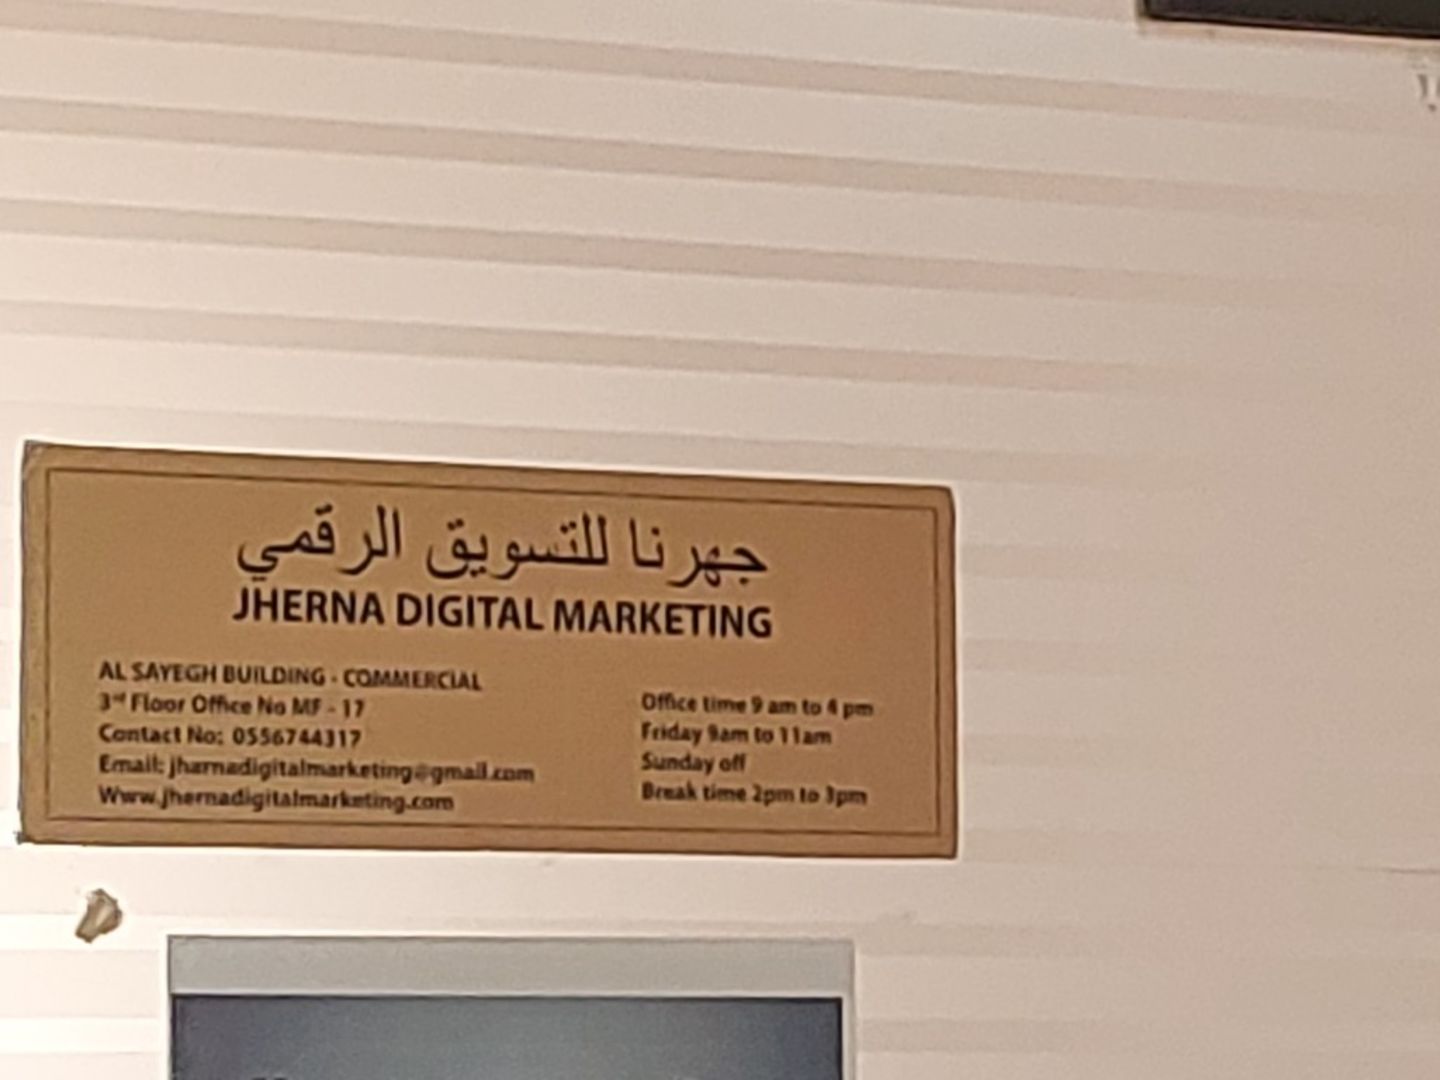 جهرنا للتسويق الرقمي
JHERNA DIGITAL MARKETING
AL SAYEGH BUILDING - COMMERCIAL
3rd Floor Office No MF - 17
Contact No: 0556744317
Email: jharnadigitalmarketing@gmail.com
Www.jhernadigitalmarketing.com
Office time 9 am to 4 pm
Friday 9am to 11am
Sunday off
Break time 2pm to 3pm